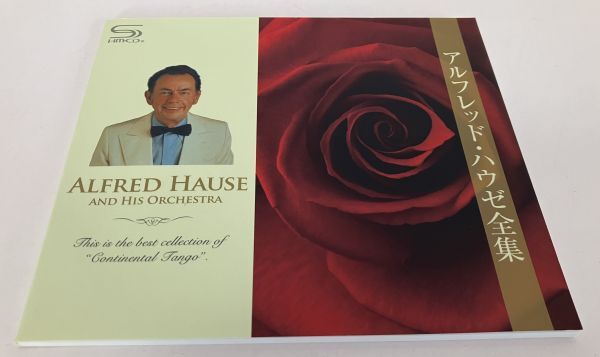 SHM-CD
ALFRED HAUSE
AND HIS ORCHESTRA
This is the best cellection of
"Continental Tango".
アルフレッド・ハウゼ全集